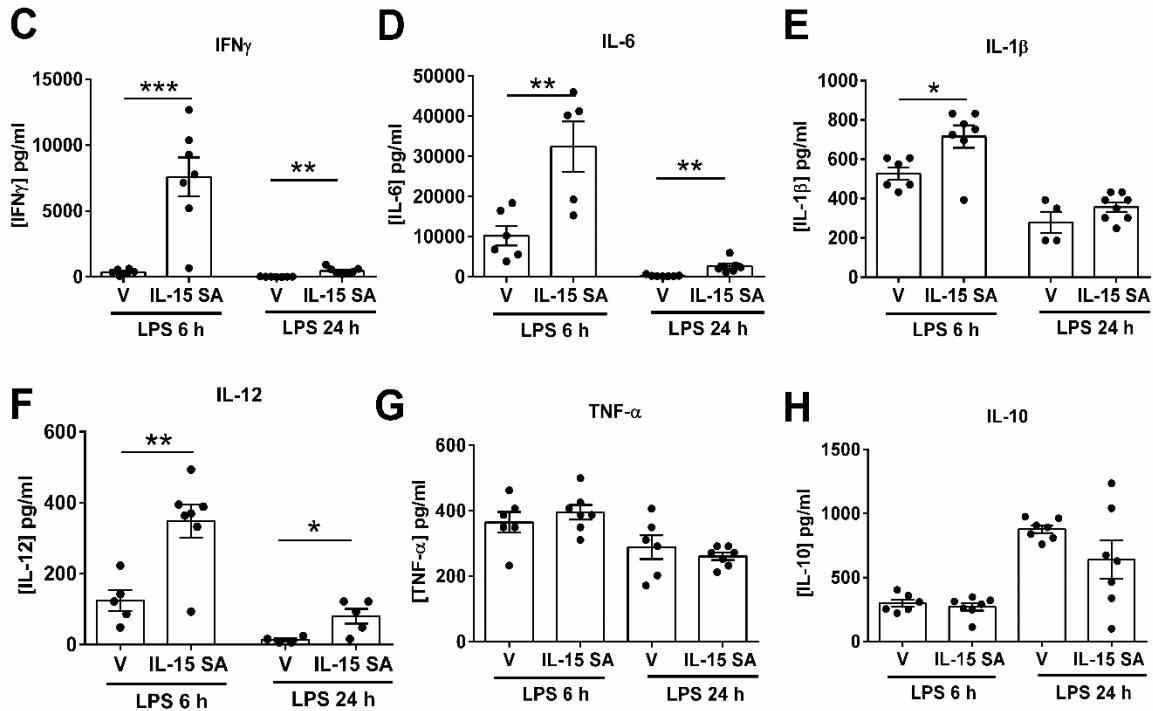 C
IFNγ
[IFNγ] pg/ml
15000
10000
5000
0
***
**
V IL-15 SA V IL-15 SA
LPS 6 h LPS 24 h
D
IL-6
[IL-6] pg/ml
50000
40000
30000
20000
10000
0
**
**
V IL-15 SA V IL-15 SA
LPS 6 h LPS 24 h
E
IL-1β
[IL-1β] pg/ml
1000
800
600
400
200
0
*
V IL-15 SA V IL-15 SA
LPS 6 h LPS 24 h
F
IL-12
[IL-12] pg/ml
600
400
200
0
**
*
V IL-15 SA V IL-15 SA
LPS 6 h LPS 24 h
G
TNF-α
[TNF-α] pg/ml
600
400
200
0
V IL-15 SA V IL-15 SA
LPS 6 h LPS 24 h
H
IL-10
[IL-10] pg/ml
1500
1000
500
0
V IL-15 SA V IL-15 SA
LPS 6 h LPS 24 h